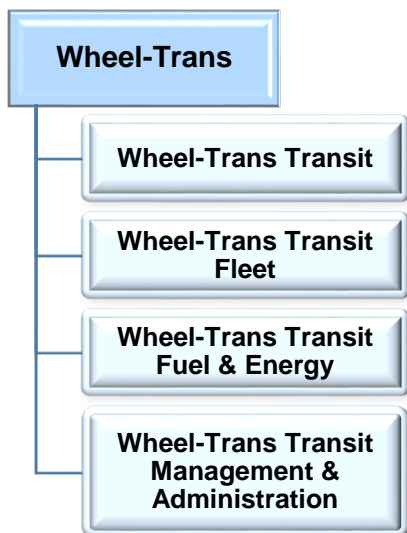 Wheel-Trans
Wheel-Trans Transit
Wheel-Trans Transit
Fleet
Wheel-Trans Transit
Fuel & Energy
Wheel-Trans Transit
Management &
Administration